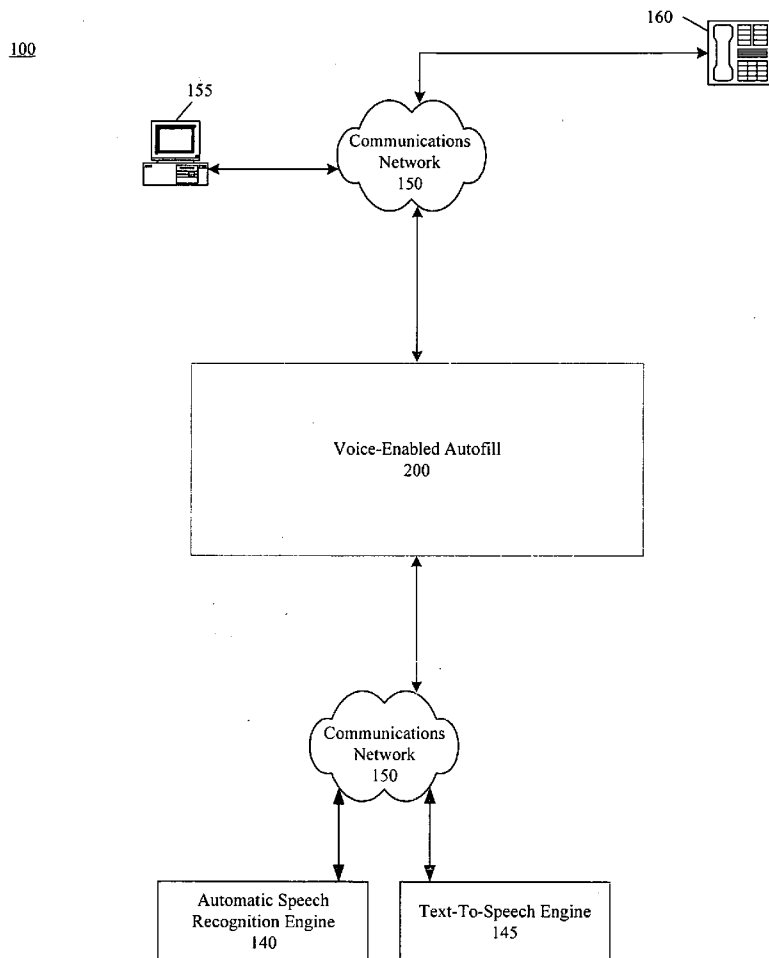 160
100
155
Communications
Network
150
Voice-Enabled Autofill
200
Communications
Network
150
Automatic Speech
Recognition Engine
140
Text-To-Speech Engine
145